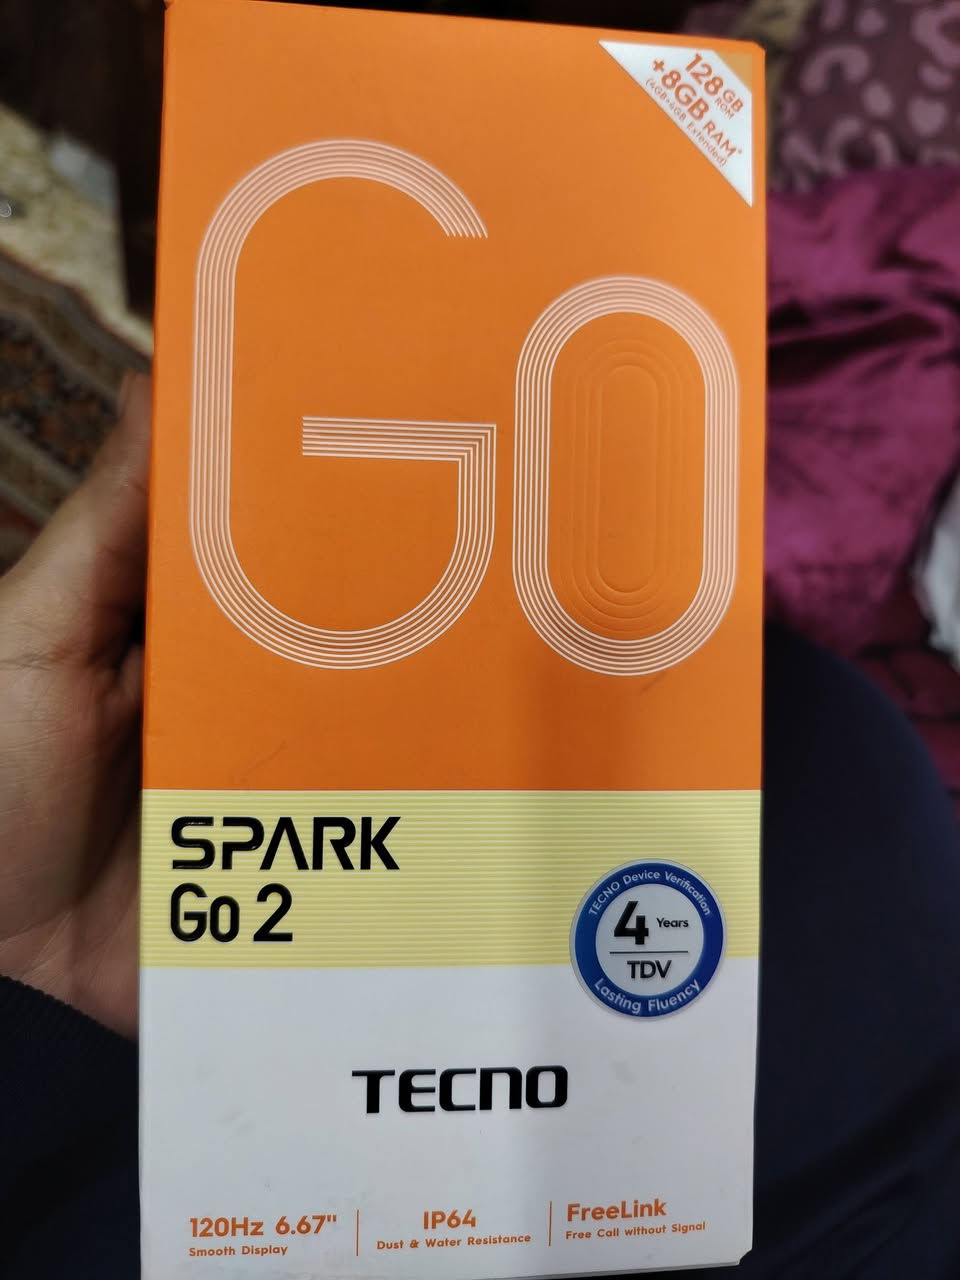 128GB
ROM
+8GB RAM*
(4GB+4GB Extended)
Go
SPARK
Go 2
TECNO Device Verification
4 Years
TDV
Lasting Fluency
TECNO
120Hz 6.67"
Smooth Display
IP64
Dust & Water Resistance
FreeLink
Free Call without Signal